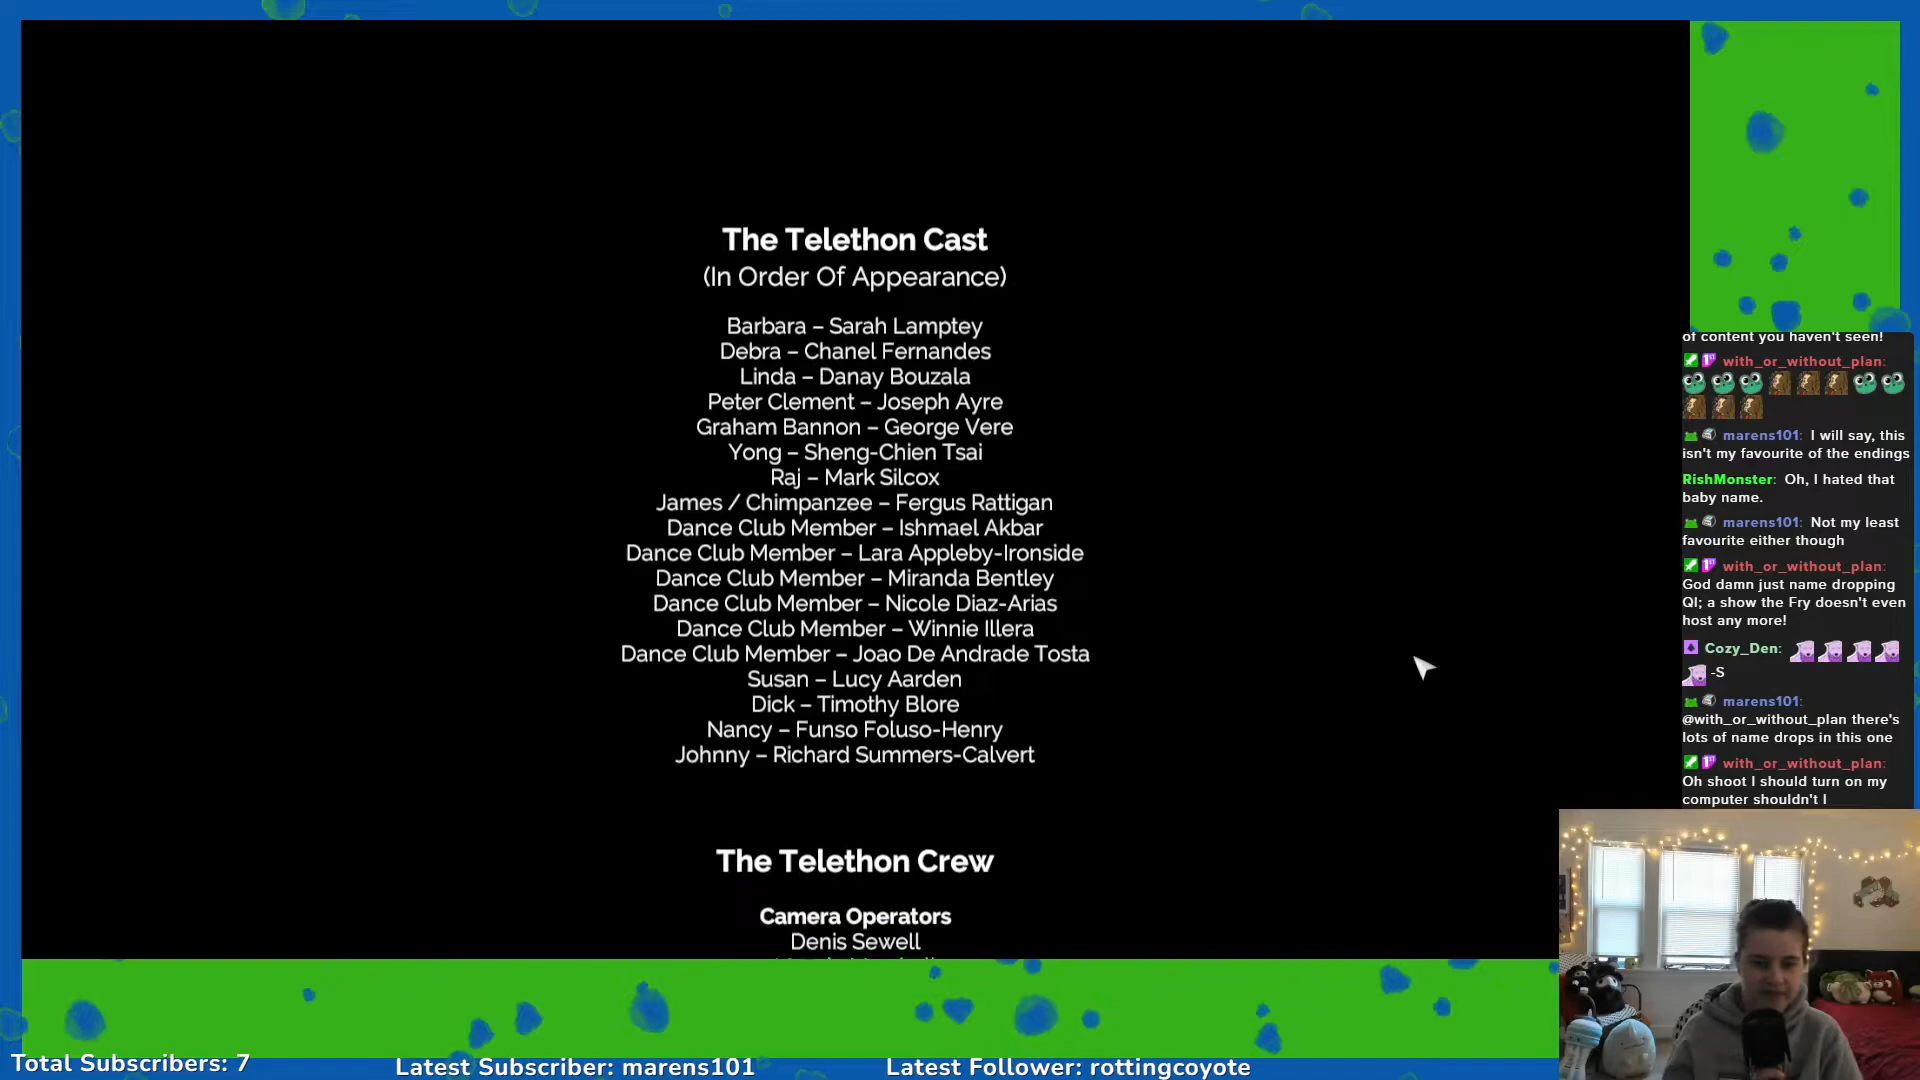 The Telethon Cast
(In Order Of Appearance)
Barbara – Sarah Lamptey
Debra – Chanel Fernandes
Linda – Danay Bouzala
Peter Clement – Joseph Ayre
Graham Bannon – George Vere
Yong – Sheng-Chien Tsai
Raj – Mark Silcox
James / Chimpanzee – Fergus Rattigan
Dance Club Member – Ishmael Akbar
Dance Club Member – Lara Appleby-Ironside
Dance Club Member – Miranda Bentley
Dance Club Member – Nicole Diaz-Arias
Dance Club Member – Winnie Illera
Dance Club Member – Joao De Andrade Tosta
Susan – Lucy Aarden
Dick – Timothy Blore
Nancy – Funso Foluso-Henry
Johnny – Richard Summers-Calvert
The Telethon Crew
Camera Operators
Denis Sewell
of content you haven't seen!
with_or_without_plan:
marens101: I will say, this
isn't my favourite of the endings
RishMonster: Oh, I hated that
baby name.
marens101: Not my least
favourite either though
with_or_without_plan:
God damn just name dropping
QI; a show the Fry doesn't even
host any more!
Cozy_Den:
-S
marens101:
@with_or_without_plan there's
lots of name drops in this one
with_or_without_plan:
Oh shoot I should turn on my
computer shouldn't I
Total Subscribers: 7
Latest Subscriber: marens101
Latest Follower: rottingcoyote